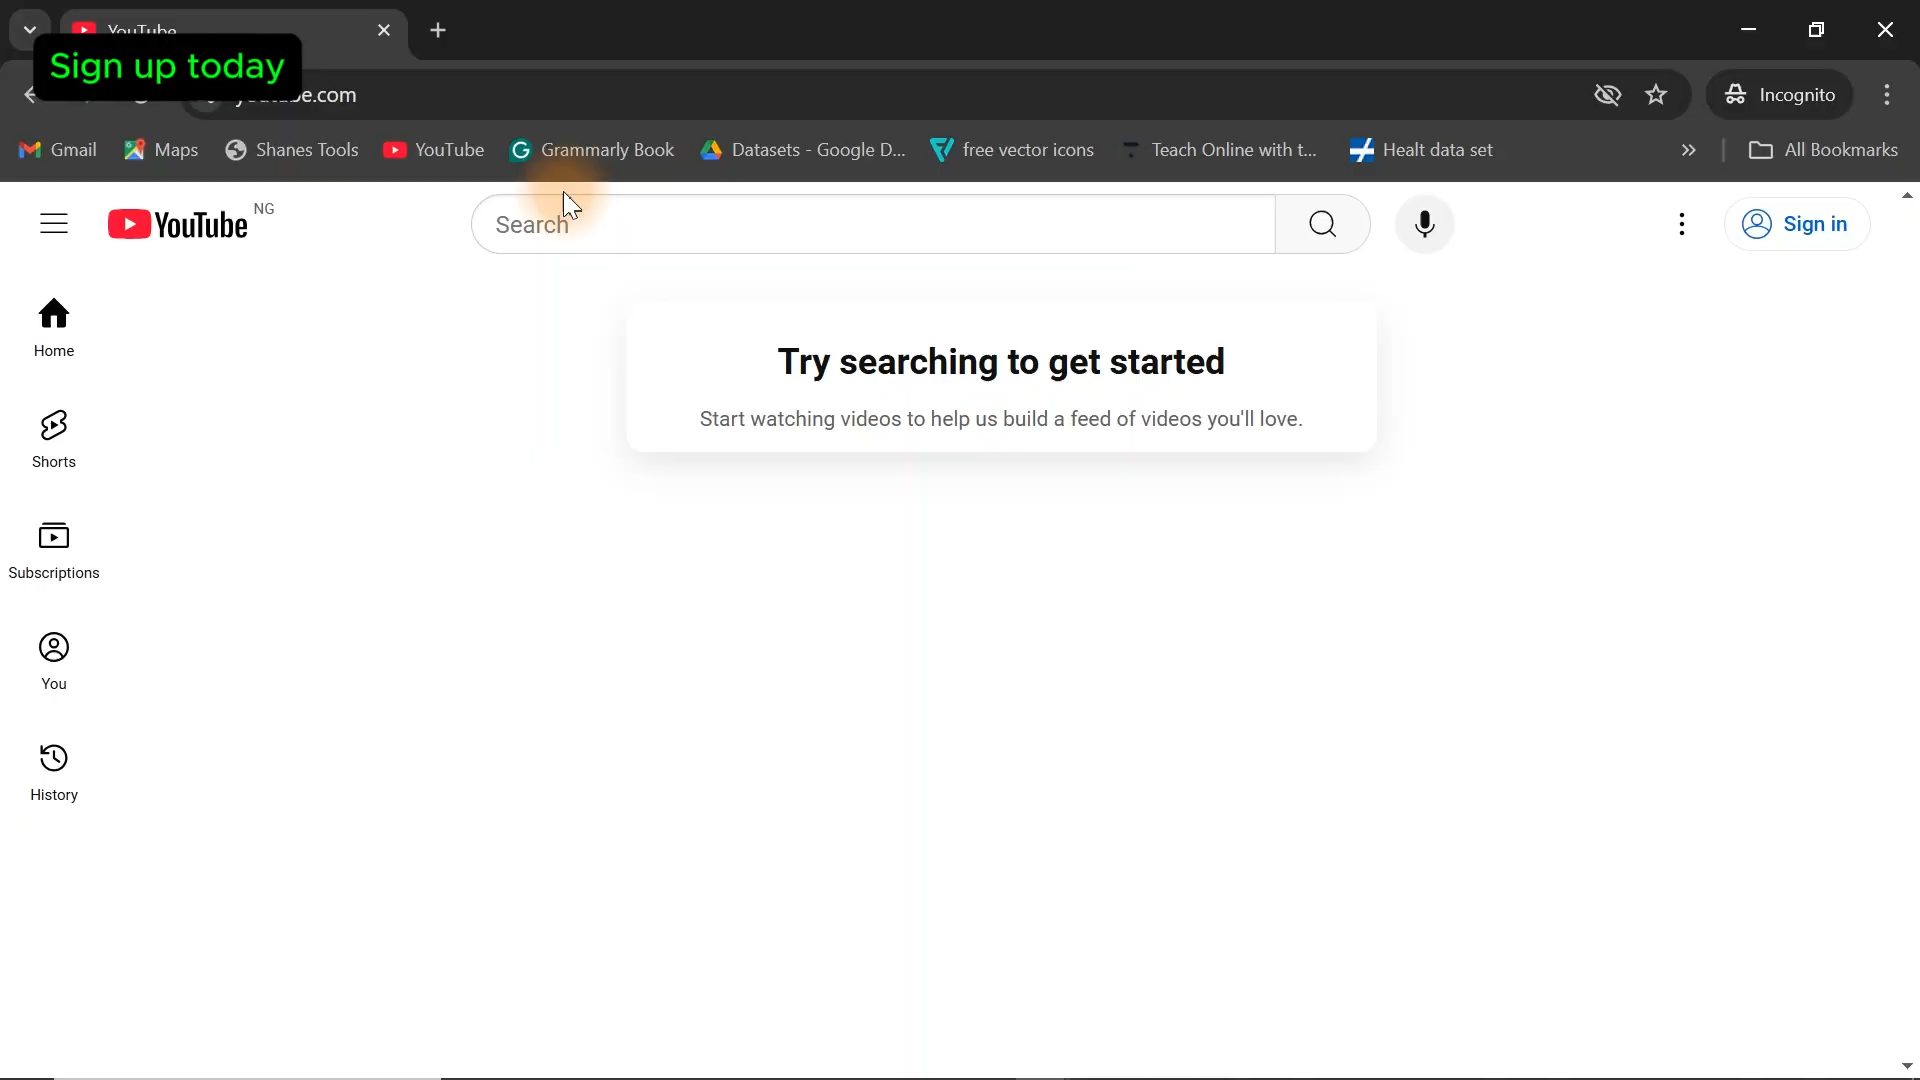 Sign up today
Incognito
Gmail
Maps
Shanes Tools
YouTube
Grammarly Book
Datasets - Google D...
free vector icons
Teach Online with t...
Healt data set
All Bookmarks
YouTube NG
Search
Sign in
Home
Try searching to get started
Start watching videos to help us build a feed of videos you'll love.
Shorts
Subscriptions
You
History